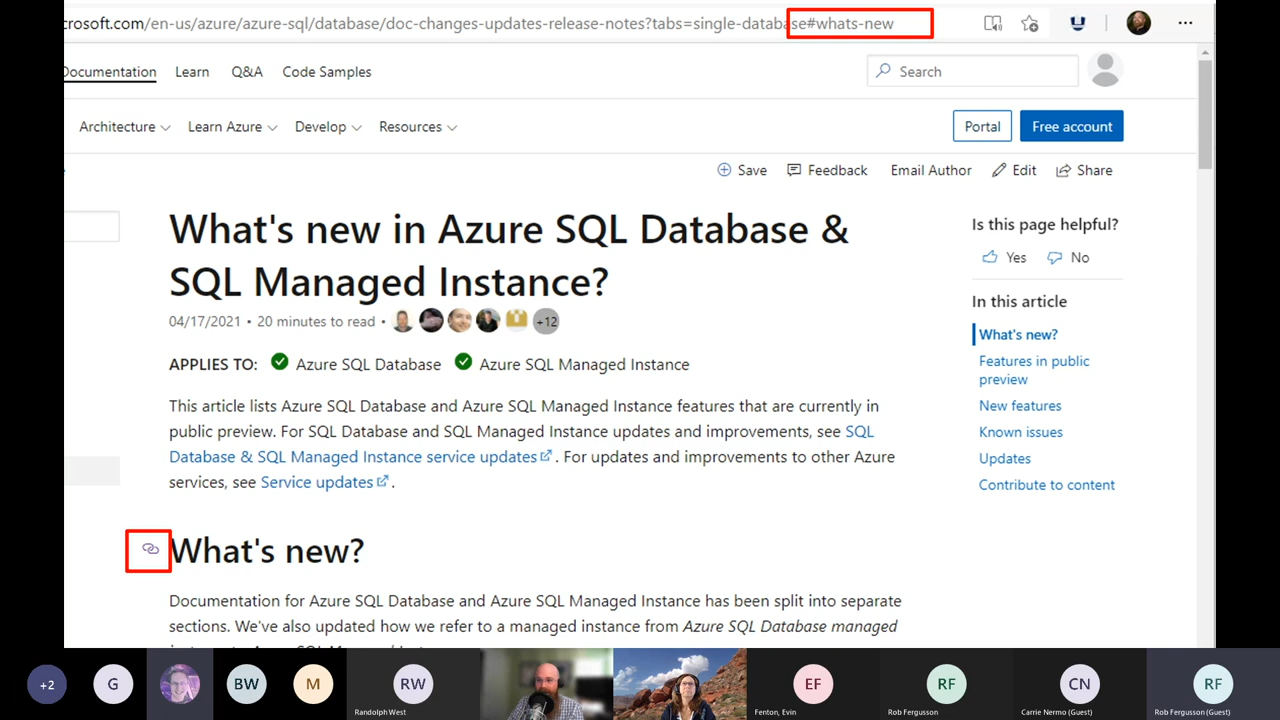 crosoft.com/en-us/azure/azure-sql/database/doc-changes-updates-release-notes?tabs=single-database#whats-new
Documentation Learn Q&A Code Samples
Search
Architecture Learn Azure Develop Resources
Portal Free account
Save Feedback Email Author Edit Share
What's new in Azure SQL Database &
SQL Managed Instance?
04/17/2021 • 20 minutes to read •
+12
APPLIES TO: Azure SQL Database Azure SQL Managed Instance
This article lists Azure SQL Database and Azure SQL Managed Instance features that are currently in
public preview. For SQL Database and SQL Managed Instance updates and improvements, see SQL
Database & SQL Managed Instance service updates. For updates and improvements to other Azure
services, see Service updates.
What's new?
Documentation for Azure SQL Database and Azure SQL Managed Instance has been split into separate
sections. We've also updated how we refer to a managed instance from Azure SQL Database managed
Is this page helpful?
Yes No
In this article
What's new?
Features in public
preview
New features
Known issues
Updates
Contribute to content
+2
G
BW
M
RW
Randolph West
EF
Fenton, Evin
RF
Rob Fergusson
CN
Carrie Nermo (Guest)
RF
Rob Fergusson (Guest)